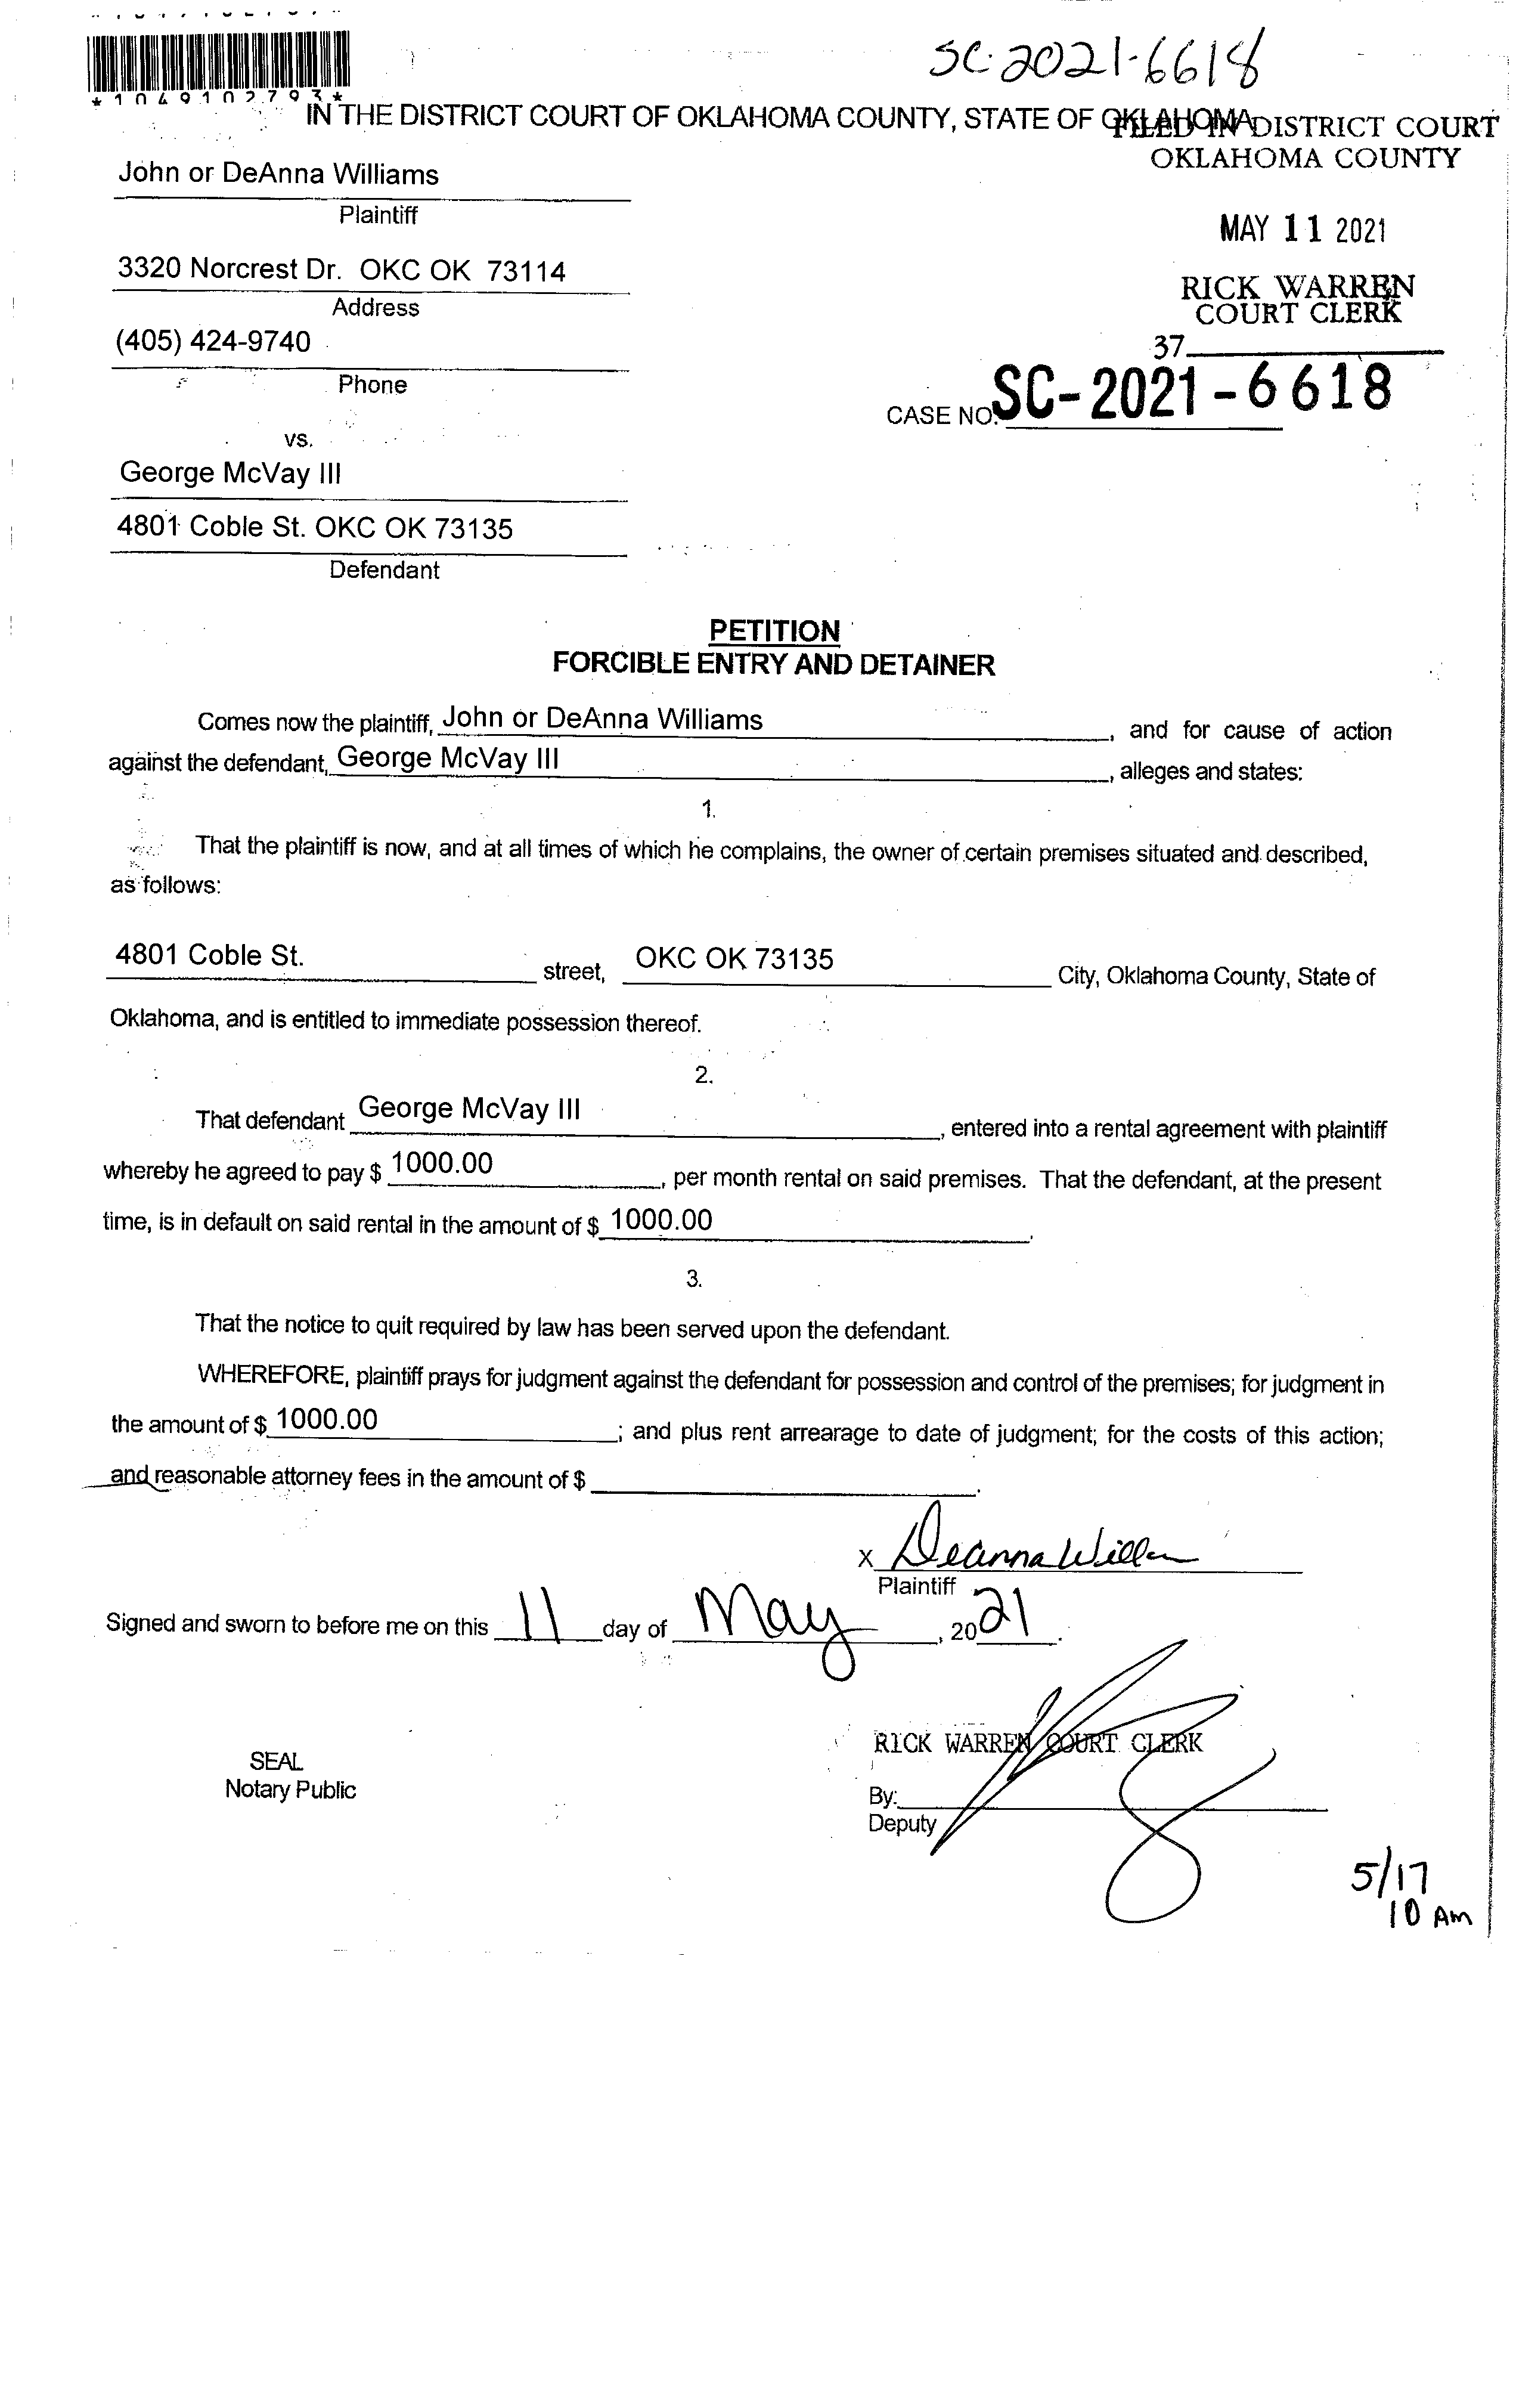 SC-2021-6618
*1049102793*
IN THE DISTRICT COURT OF OKLAHOMA COUNTY, STATE OF OKLAHOMA
FILED IN DISTRICT COURT
OKLAHOMA COUNTY
John or DeAnna Williams
Plaintiff
MAY 11 2021
3320 Norcrest Dr. OKC OK 73114
Address
RICK WARREN
COURT CLERK
(405) 424-9740
37
Phone
CASE NO. SC-2021-6618
vs.
George McVay III
4801 Coble St. OKC OK 73135
Defendant
PETITION
FORCIBLE ENTRY AND DETAINER
Comes now the plaintiff, John or DeAnna Williams, and for cause of action
against the defendant, George McVay III, alleges and states:
1.
That the plaintiff is now, and at all times of which he complains, the owner of certain premises situated and described,
as follows:
4801 Coble St. street, OKC OK 73135 City, Oklahoma County, State of
Oklahoma, and is entitled to immediate possession thereof.
2.
That defendant George McVay III, entered into a rental agreement with plaintiff
whereby he agreed to pay $ 1000.00, per month rental on said premises. That the defendant, at the present
time, is in default on said rental in the amount of $ 1000.00.
3.
That the notice to quit required by law has been served upon the defendant.
WHEREFORE, plaintiff prays for judgment against the defendant for possession and control of the premises; for judgment in
the amount of $ 1000.00; and plus rent arrearage to date of judgment; for the costs of this action;
and reasonable attorney fees in the amount of $ .
X Deanna Willem
Plaintiff
Signed and sworn to before me on this 11 day of May, 2021.
RICK WARREN COURT CLERK
SEAL
Notary Public
By:
Deputy
5/17
10 Am